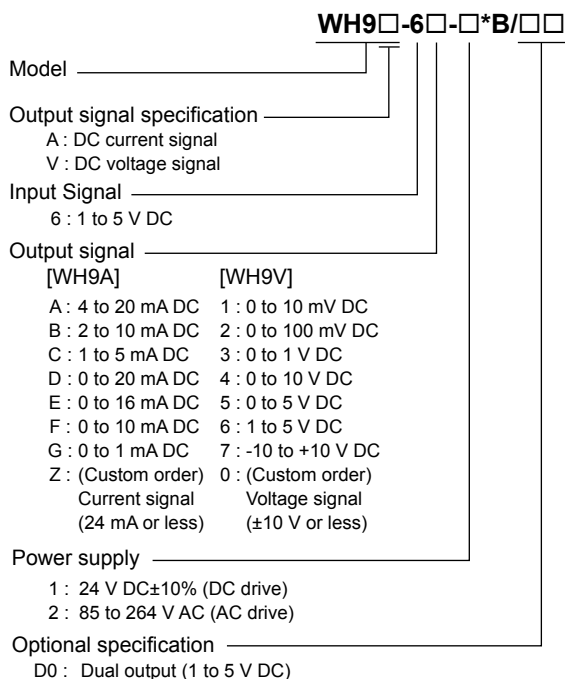 WH9□-6□-□*B/□□
Model
Output signal specification
A : DC current signal
V : DC voltage signal
Input Signal
6 : 1 to 5 V DC
Output signal
[WH9A] [WH9V]
A : 4 to 20 mA DC 1 : 0 to 10 mV DC
B : 2 to 10 mA DC 2 : 0 to 100 mV DC
C : 1 to 5 mA DC 3 : 0 to 1 V DC
D : 0 to 20 mA DC 4 : 0 to 10 V DC
E : 0 to 16 mA DC 5 : 0 to 5 V DC
F : 0 to 10 mA DC 6 : 1 to 5 V DC
G : 0 to 1 mA DC 7 : -10 to +10 V DC
Z : (Custom order) 0 : (Custom order)
Current signal Voltage signal
(24 mA or less) (±10 V or less)
Power supply
1 : 24 V DC±10% (DC drive)
2 : 85 to 264 V AC (AC drive)
Optional specification
D0 : Dual output (1 to 5 V DC)